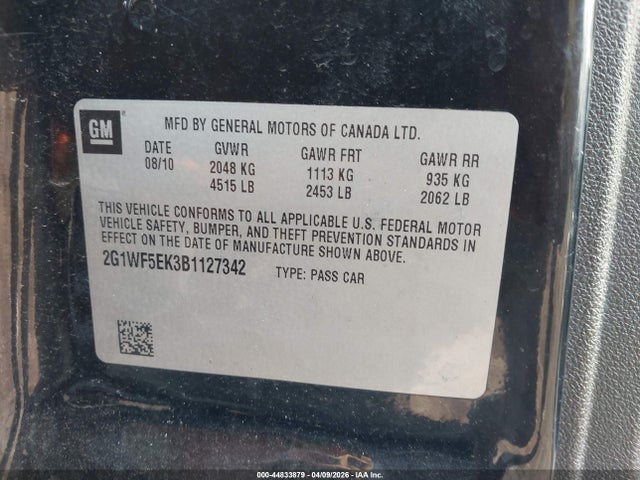 GM
MFD BY GENERAL MOTORS OF CANADA LTD.
DATE GVWR GAWR FRT GAWR RR
08/10 2048 KG 1113 KG 935 KG
4515 LB 2453 LB 2062 LB
THIS VEHICLE CONFORMS TO ALL APPLICABLE U.S. FEDERAL MOTOR
VEHICLE SAFETY, BUMPER, AND THEFT PREVENTION STANDARDS IN
EFFECT ON THE DATE OF MANUFACTURE SHOWN ABOVE.
2G1WF5EK3B1127342 TYPE: PASS CAR
000-44833879 | 04/09/2026 - IAAI.COM